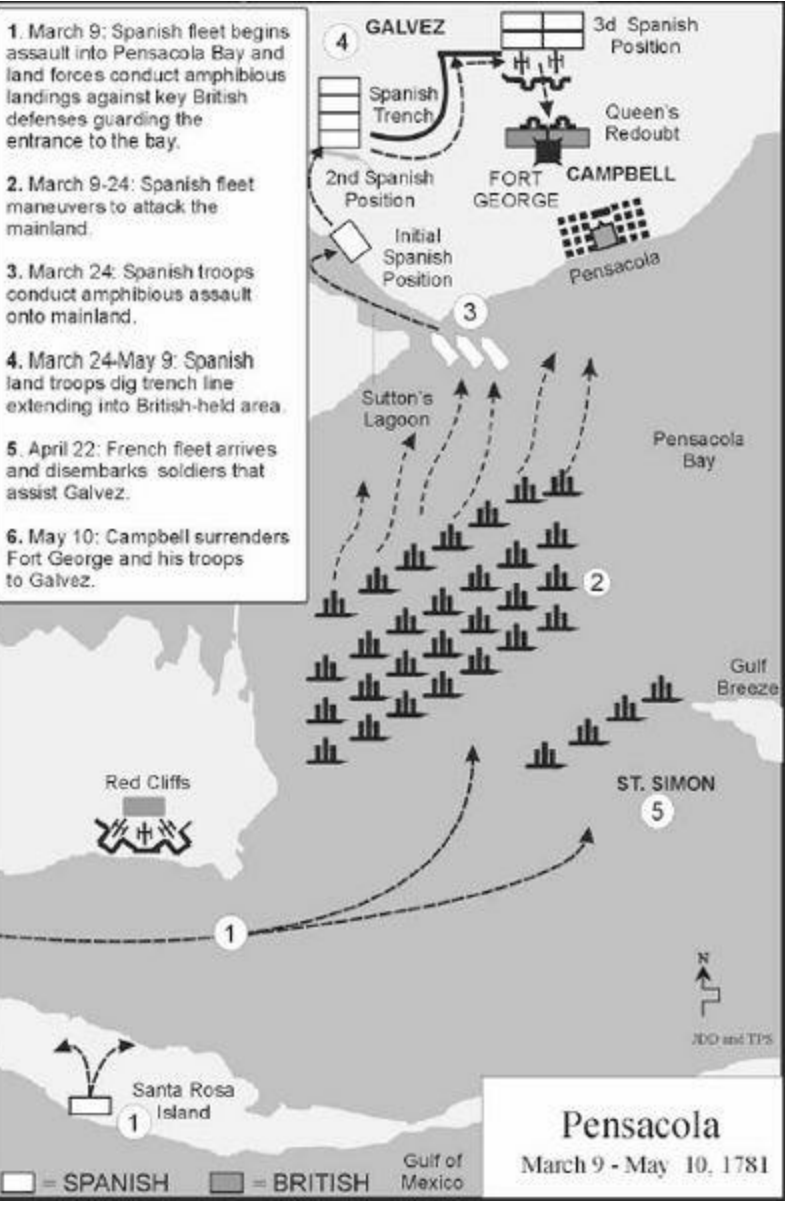 1. March 9: Spanish fleet begins
assault into Pensacola Bay and
land forces conduct amphibious
landings against key British
defenses guarding the
entrance to the bay.
2. March 9-24: Spanish fleet
maneuvers to attack the
mainland.
3. March 24: Spanish troops
conduct amphibious assault
onto mainland.
4. March 24-May 9: Spanish
land troops dig trench line
extending into British-held area.
5. April 22: French fleet arrives
and disembarks soldiers that
assist Galvez.
6. May 10: Campbell surrenders
Fort George and his troops
to Galvez.
4
GALVEZ
3d Spanish
Position
Spanish
Trench
Queen's
Redoubt
2nd Spanish
Position
FORT
GEORGE
CAMPBELL
Initial
Spanish
Position
Pensacola
3
Sutton's
Lagoon
Pensacola
Bay
2
Gulf
Breeze
Red Cliffs
ST. SIMON
5
1
N
JDO and TPS
Santa Rosa
Island
1
Pensacola
March 9 - May 10, 1781
Gulf of
Mexico
= SPANISH
= BRITISH